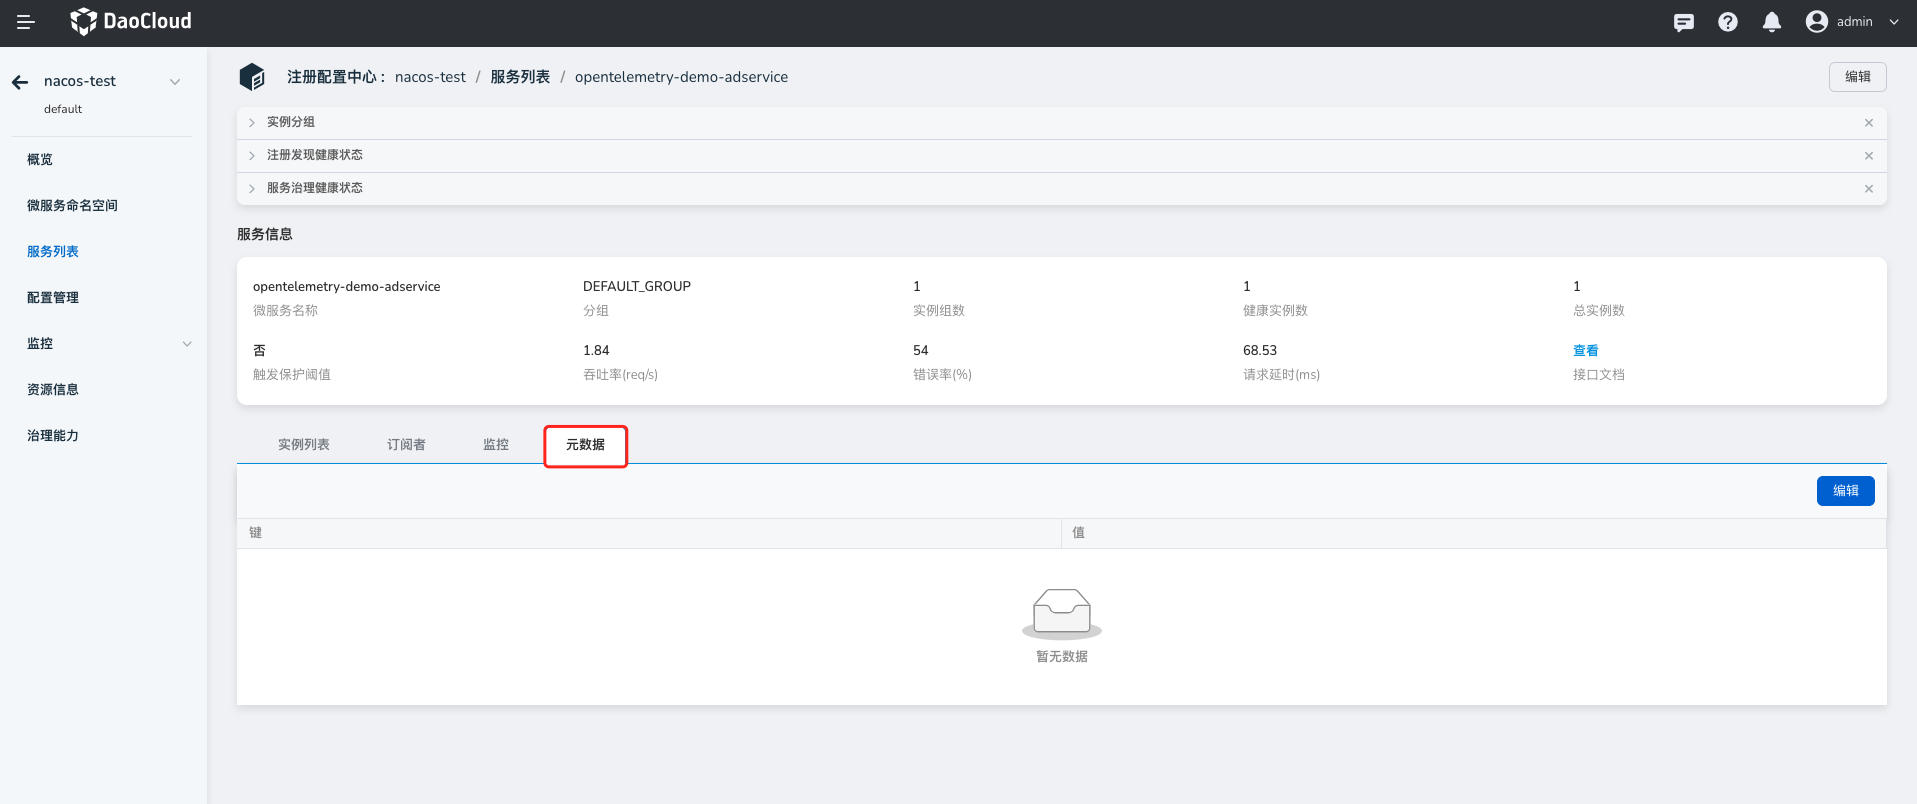 DaoCloud
admin
nacos-test
default
概览
微服务命名空间
服务列表
配置管理
监控
资源信息
治理能力
注册配置中心： nacos-test / 服务列表 / opentelemetry-demo-adservice
编辑
实例分组
注册发现健康状态
服务治理健康状态
服务信息
opentelemetry-demo-adservice DEFAULT_GROUP 1 1 1
微服务名称 分组 实例组数 健康实例数 总实例数
否 1.84 54 68.53 查看
触发保护阈值 吞吐率(req/s) 错误率(%) 请求延时(ms) 接口文档
实例列表 订阅者 监控 元数据
编辑
键 值
暂无数据